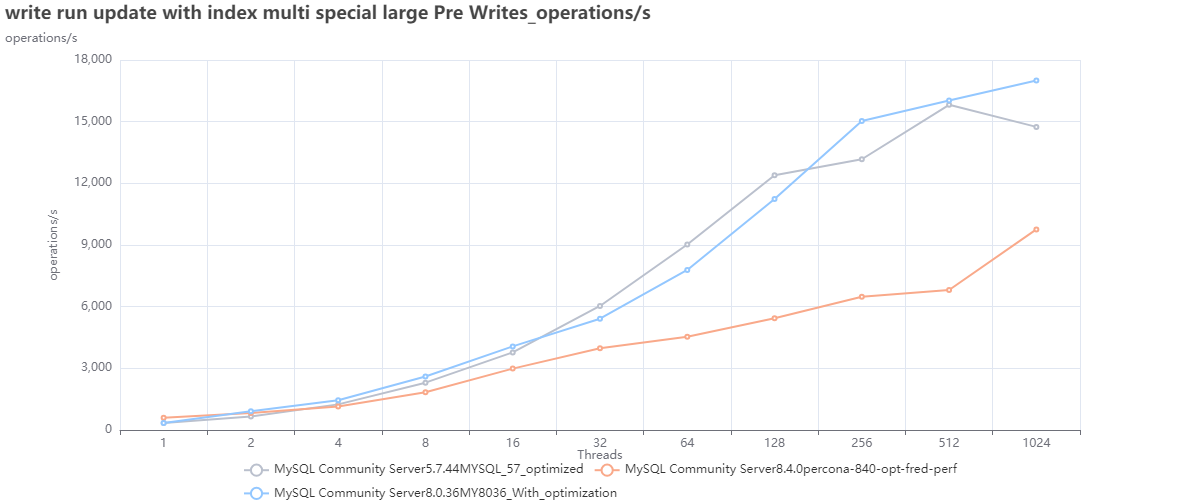 write run update with index multi special large Pre Writes_operations/s
operations/s
18,000
15,000
12,000
9,000
6,000
3,000
0
operations/s
1 2 4 8 16 32 64 128 256 512 1024
Threads
MySQL Community Server5.7.44MYSQL_57_optimized MySQL Community Server8.4.0percona-840-opt-fred-perf
MySQL Community Server8.0.36MY8036_With_optimization